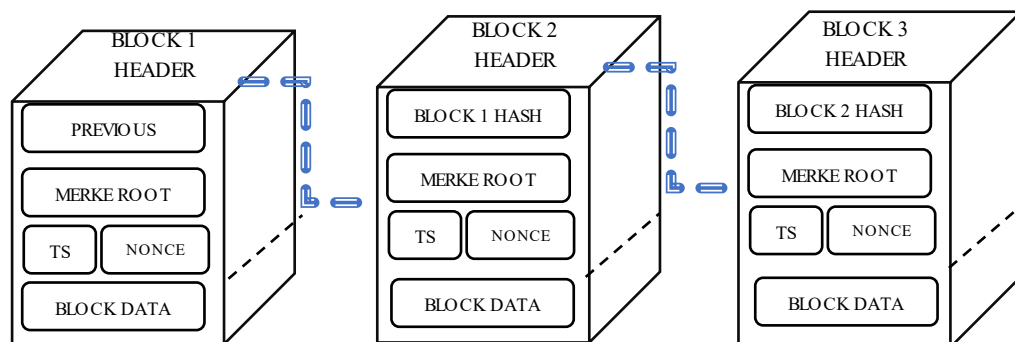 BLOCK 1
HEADER
PREVIOUS
MERKE ROOT
TS
NONCE
BLOCK DATA
BLOCK 2
HEADER
BLOCK 1 HASH
MERKE ROOT
TS
NONCE
BLOCK DATA
BLOCK 3
HEADER
BLOCK 2 HASH
MERKE ROOT
TS
NONCE
BLOCK DATA